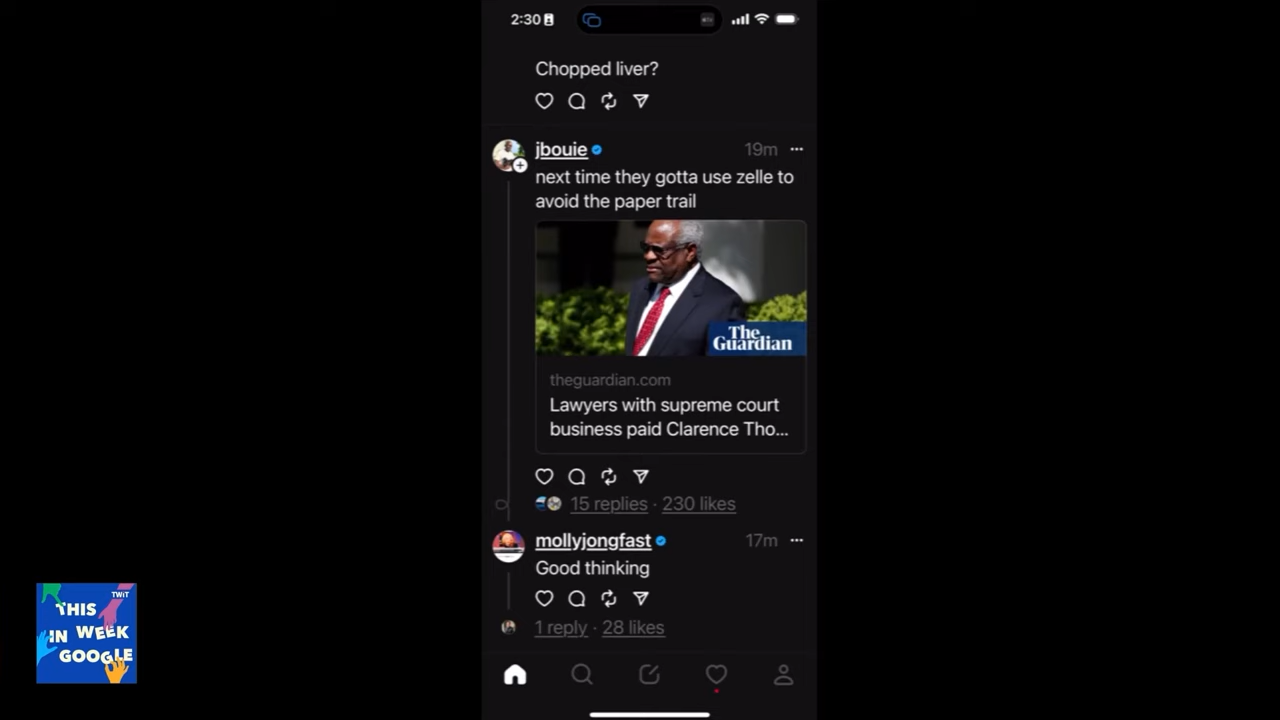 2:30
Chopped liver?
jbouie
19m
next time they gotta use zelle to
avoid the paper trail
The
Guardian
theguardian.com
Lawyers with supreme court
business paid Clarence Tho...
15 replies · 230 likes
mollyjongfast
17m
Good thinking
1 reply · 28 likes
TWiT
THIS
IN WEEK
GOOGLE